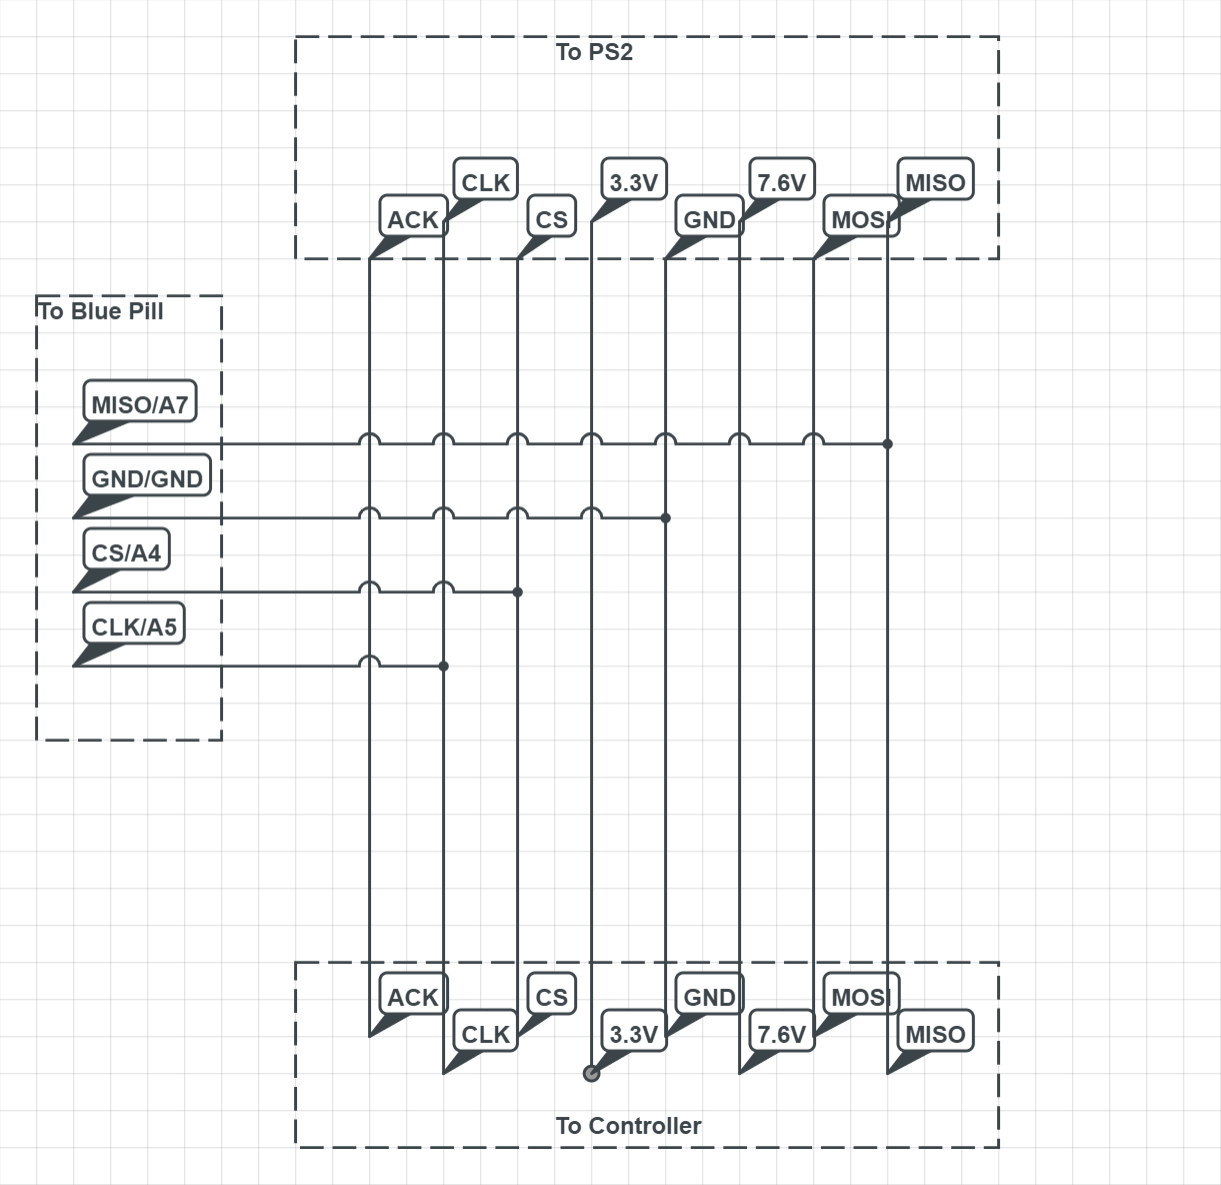 To PS2
CLK
3.3V
7.6V
MISO
ACK
CS
GND
MOSI
To Blue Pill
MISO/A7
GND/GND
CS/A4
CLK/A5
ACK
CS
GND
MOSI
CLK
3.3V
7.6V
MISO
To Controller